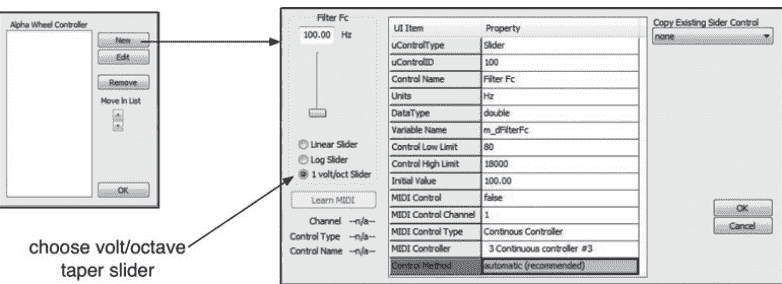 Alpha Wheel Controller
New
Edit
Remove
Move In List
OK
choose volt/octave
taper slider
Filter Fc
100.00 Hz
Linear Slider
Log Slider
1 volt/oct Slider
Learn MIDI
Channel --n/a--
Control Type --n/a--
Control Name --n/a--
UI Item Property
uControlType Slider
uControlID 100
Control Name Filter Fc
Units Hz
DataType double
Variable Name m_dFilterFc
Control Low Limit 80
Control High Limit 18000
Initial Value 100.00
MIDI Control false
MIDI Control Channel 1
MIDI Control Type Continous Controller
MIDI Controller 3 Continuous controller #3
Control Method automatic (recommended)
Copy Existing Sider Control
none
OK
Cancel